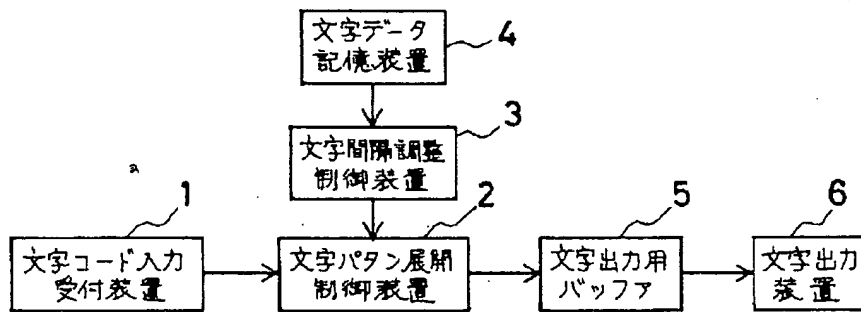 文字データ
記憶装置
4
文字間隔調整
制御装置
3
1
文字コード入力
受付装置
2
文字パタン展開
制御装置
5
文字出力用
バッファ
6
文字出力
装置